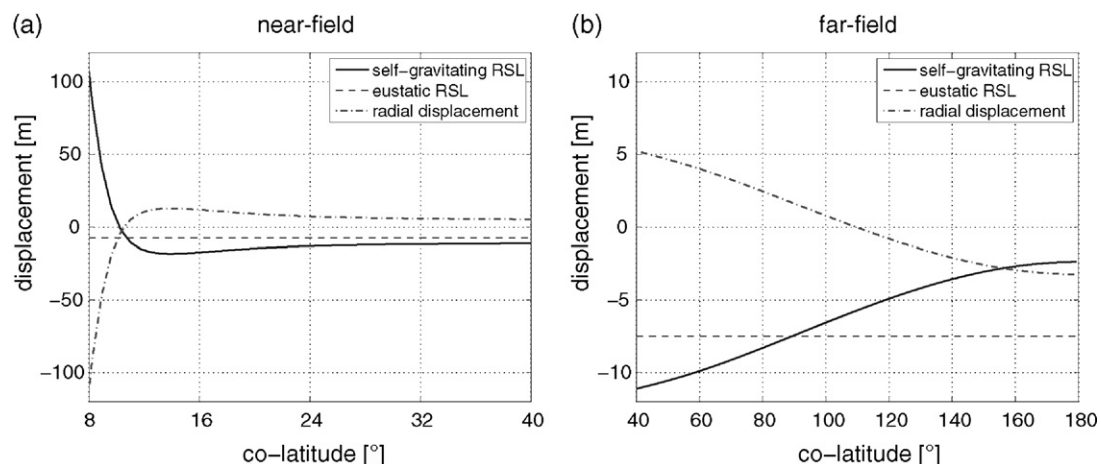 (a)
near-field
self-gravitating RSL
eustatic RSL
radial displacement
displacement [m]
100
50
0
−50
−100
8
16
24
32
40
co-latitude [°]
(b)
far-field
self-gravitating RSL
eustatic RSL
radial displacement
displacement [m]
10
5
0
−5
−10
40
60
80
100
120
140
160
180
co-latitude [°]